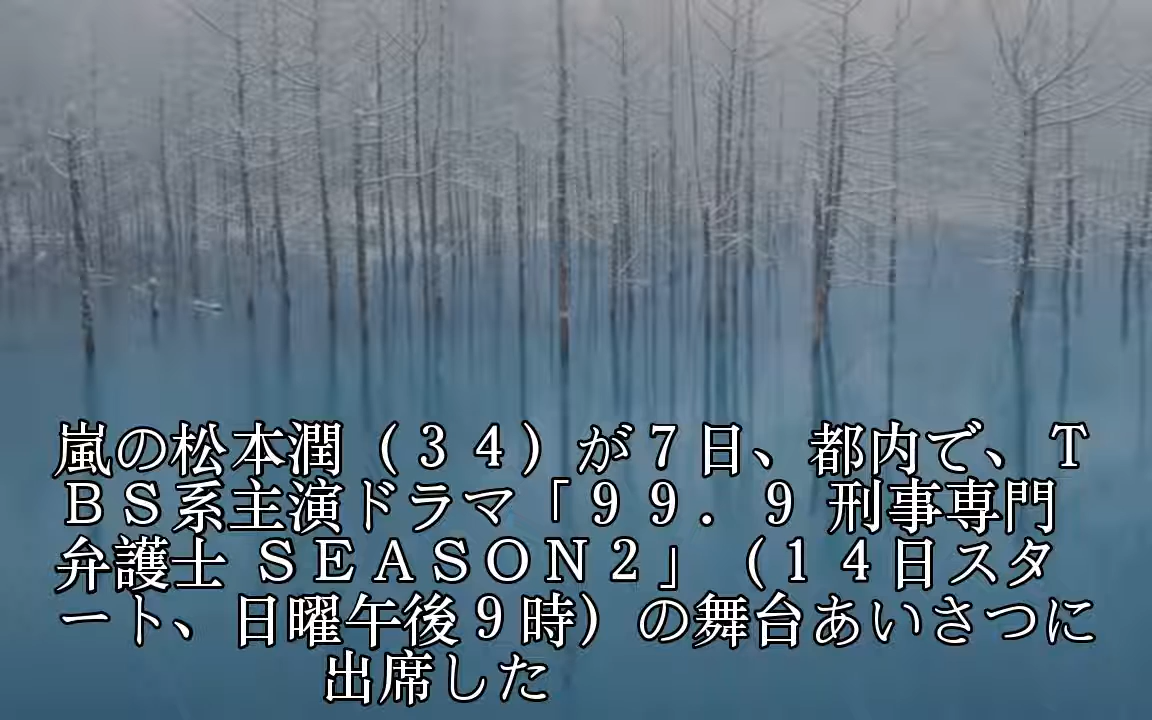 嵐の松本潤（３４）が７日、都内で、Ｔ
ＢＳ系主演ドラマ「９９．９ 刑事専門
弁護士 ＳＥＡＳＯＮ２」（１４日スタ
ート、日曜午後９時）の舞台あいさつに
出席した